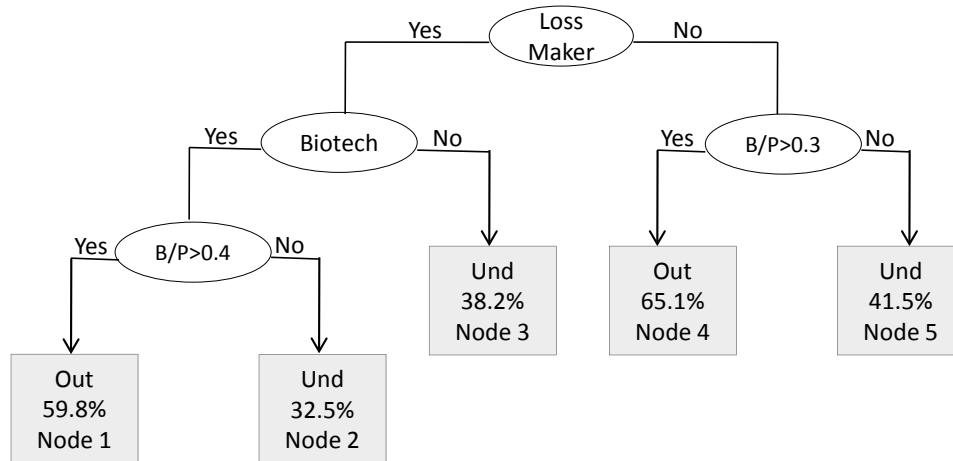 Loss
Maker
Yes
No
Biotech
Yes
No
B/P>0.3
Yes
No
B/P>0.4
Yes
No
Und
38.2%
Node 3
Out
65.1%
Node 4
Und
41.5%
Node 5
Out
59.8%
Node 1
Und
32.5%
Node 2